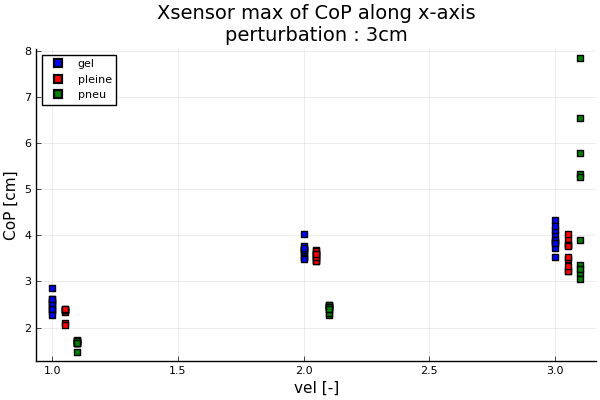 Xsensor max of CoP along x-axis
perturbation : 3cm
gel
pleine
pneu
CoP [cm]
8
7
6
5
4
3
2
1.0
1.5
2.0
2.5
3.0
vel [-]